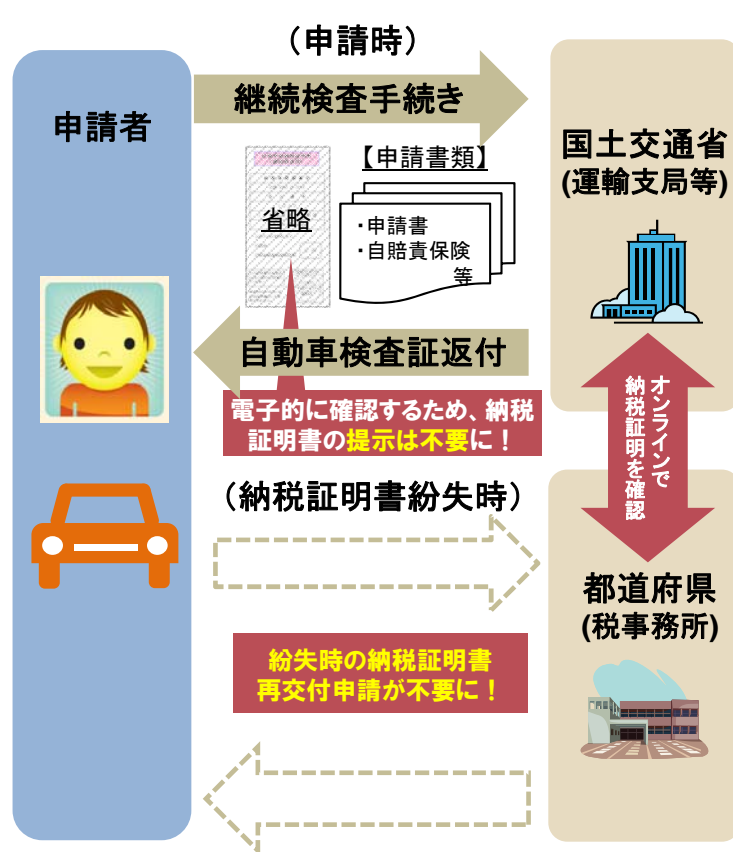 （申請時）
申請者
継続検査手続き
国土交通省
(運輸支局等)
【申請書類】
省略
・申請書
・自賠責保険
等
自動車検査証返付
電子的に確認するため、納税
証明書の提示は不要に！
オンラインで
納税証明を確認
（納税証明書紛失時）
都道府県
(税事務所)
紛失時の納税証明書
再交付申請が不要に！